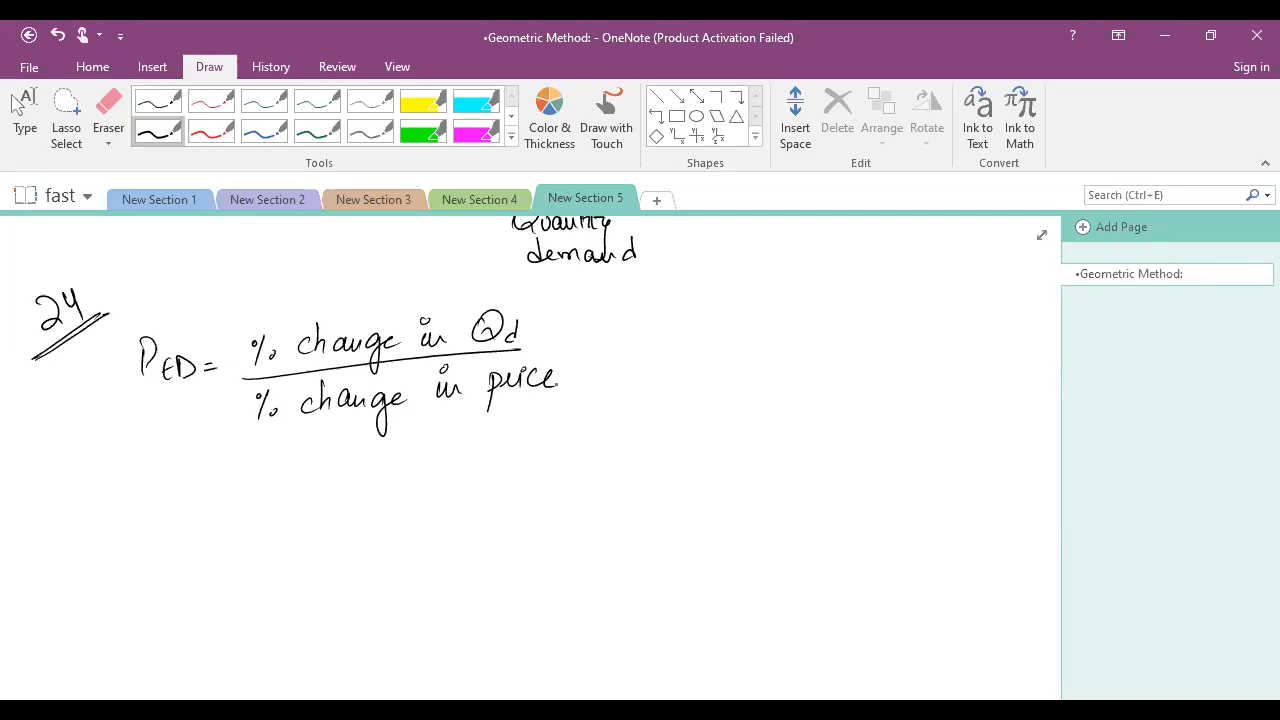 •Geometric Method: - OneNote (Product Activation Failed)
?
File Home Insert Draw History Review View
Sign in
Type
Lasso Select
Eraser
Color & Thickness
Draw with Touch
Insert Space
Delete
Arrange
Rotate
Ink to Text
Ink to Math
Tools
Shapes
Edit
Convert
fast
New Section 1
New Section 2
New Section 3
New Section 4
New Section 5
Search (Ctrl+E)
Add Page
•Geometric Method:
Quantity
demand
24
% change in Qd
PED =
% change in price